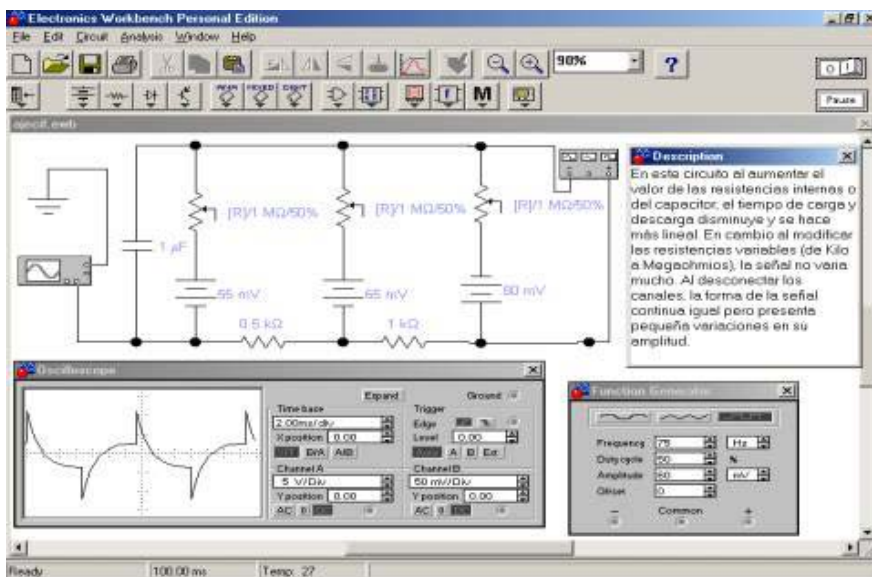 Electronics Workbench Personal Edition
File Edit Circuit Analysis Window Help
90%
Pause
[R]/1 MΩ/50%
[R]/1 MΩ/50%
[R]/1 MΩ/50%
1 µF
55 mV
80 mV
0.5 kΩ
1 kΩ
Description
En este circuito al aumentar el
valor de las resistencias internas o
del capacitor, el tiempo de carga y
descarga disminuye y se hace
más lineal. En cambio al modificar
las resistencias variables (de Kilo
a Megaohmios), la señal no varia
mucho. Al desconectar los
canales, la forma de la señal
continua igual pero presenta
pequeña variaciones en su
amplitud.
Oscilloscope
Expand
Ground
Time base
2.00ms/div
X position 0.00
Y/T B/A A/B
Trigger
Edge
Level 0.00
Auto A B Ext
Channel A
5 V/Div
Y position 0.00
AC 0 DC
Channel B
50 mV/Div
Y position 0.00
AC 0 DC
Function Generator
Frequency 75 Hz
Duty cycle 50 %
Amplitude 60 mV
Offset 0
− Common +
Ready
100.00 ms
Temp: 27